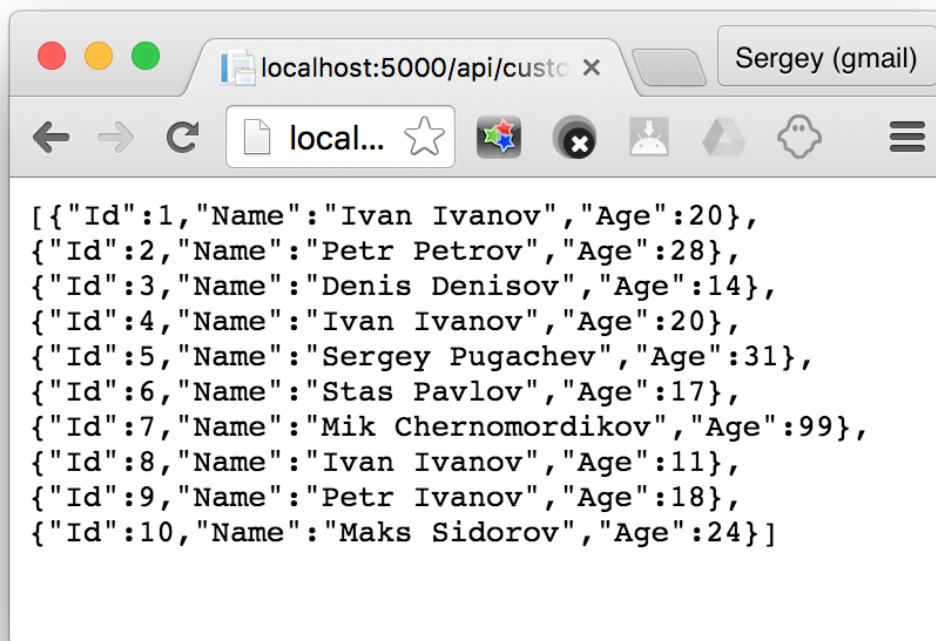 localhost:5000/api/custo
Sergey (gmail)
local...
[{"Id":1,"Name":"Ivan Ivanov","Age":20},
{"Id":2,"Name":"Petr Petrov","Age":28},
{"Id":3,"Name":"Denis Denisov","Age":14},
{"Id":4,"Name":"Ivan Ivanov","Age":20},
{"Id":5,"Name":"Sergey Pugachev","Age":31},
{"Id":6,"Name":"Stas Pavlov","Age":17},
{"Id":7,"Name":"Mik Chernomordikov","Age":99},
{"Id":8,"Name":"Ivan Ivanov","Age":11},
{"Id":9,"Name":"Petr Ivanov","Age":18},
{"Id":10,"Name":"Maks Sidorov","Age":24}]